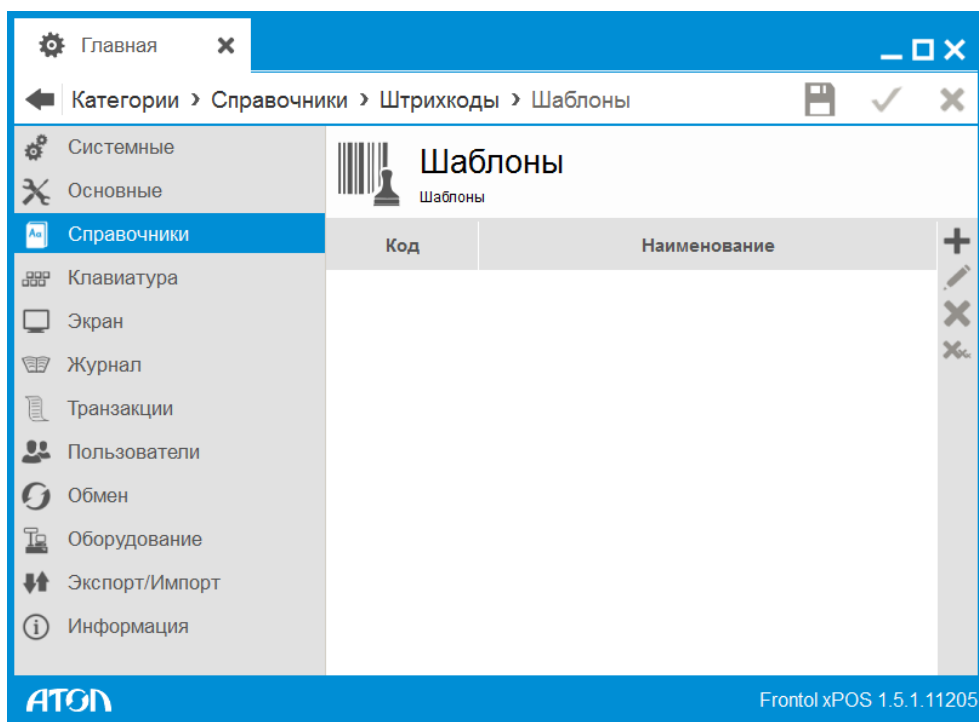 Главная
Категории › Справочники › Штрихкоды › Шаблоны
Системные
Основные
Справочники
Клавиатура
Экран
Журнал
Транзакции
Пользователи
Обмен
Оборудование
Экспорт/Импорт
Информация
Шаблоны
Шаблоны
Код Наименование
ATOL
Frontol xPOS 1.5.1.11205